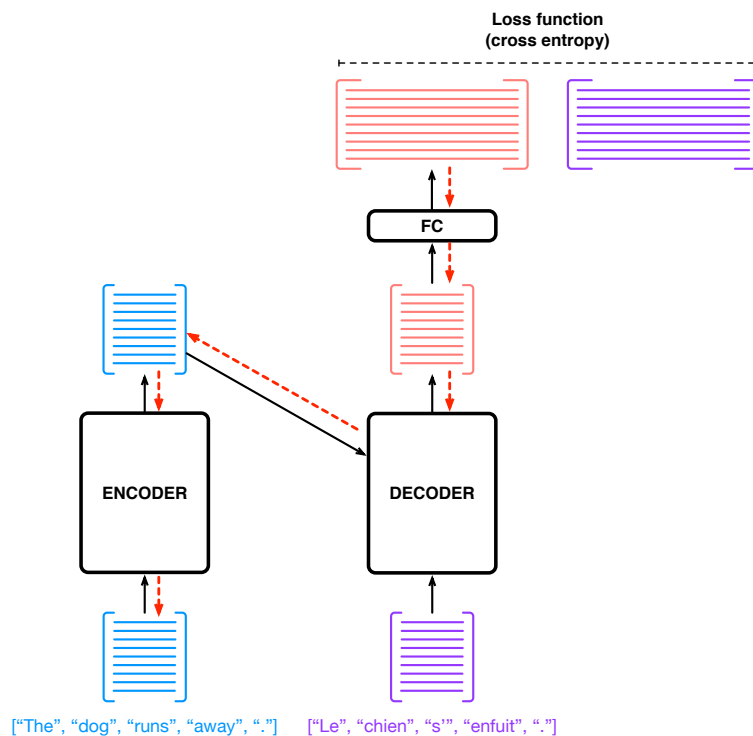 Loss function
(cross entropy)
FC
ENCODER
DECODER
[“The”, “dog”, “runs”, “away”, “.”]
[“Le”, “chien”, “s’”, “enfuit”, “.”]